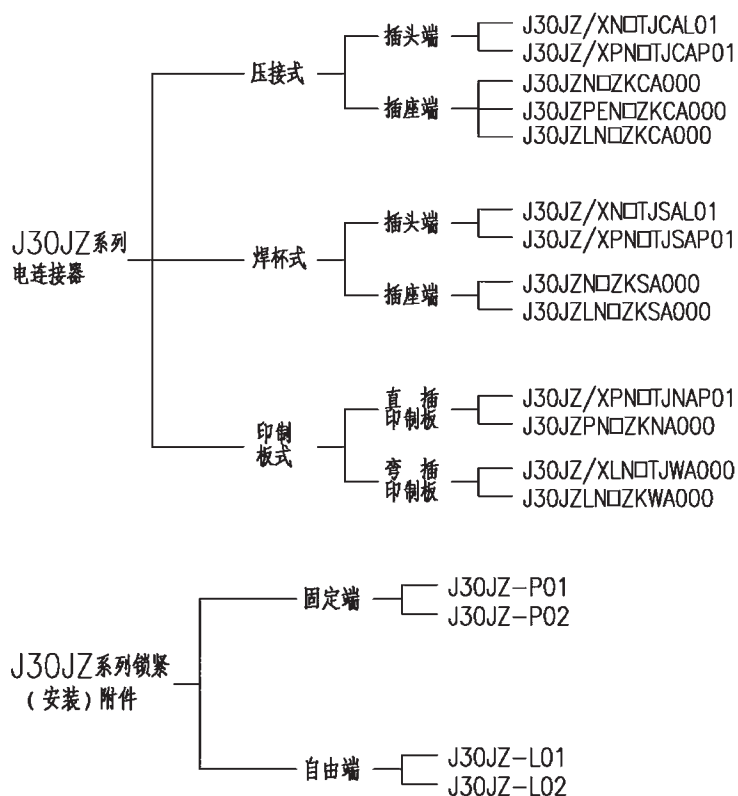 压接式
插头端
J30JZ/XN□TJCAL01
J30JZ/XPN□TJCAP01
插座端
J30JZN□ZKCA000
J30JZPEN□ZKCA000
J30JZLN□ZKCA000
J30JZ系列
电连接器
焊杯式
插头端
J30JZ/XN□TJSAL01
J30JZ/XPN□TJSAP01
插座端
J30JZN□ZKSA000
J30JZLN□ZKSA000
印制
板式
直 插
印制板
J30JZ/XPN□TJNAP01
J30JZPN□ZKNA000
弯 插
印制板
J30JZ/XLN□TJWA000
J30JZLN□ZKWA000
J30JZ系列锁紧
(安装)附件
固定端
J30JZ-P01
J30JZ-P02
自由端
J30JZ-L01
J30JZ-L02